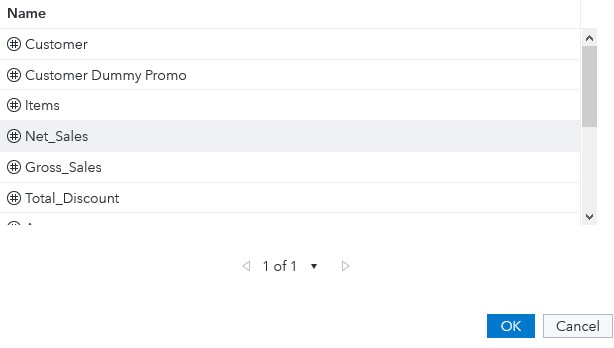 Name
Customer
Customer Dummy Promo
Items
Net_Sales
Gross_Sales
Total_Discount
1 of 1
OK
Cancel